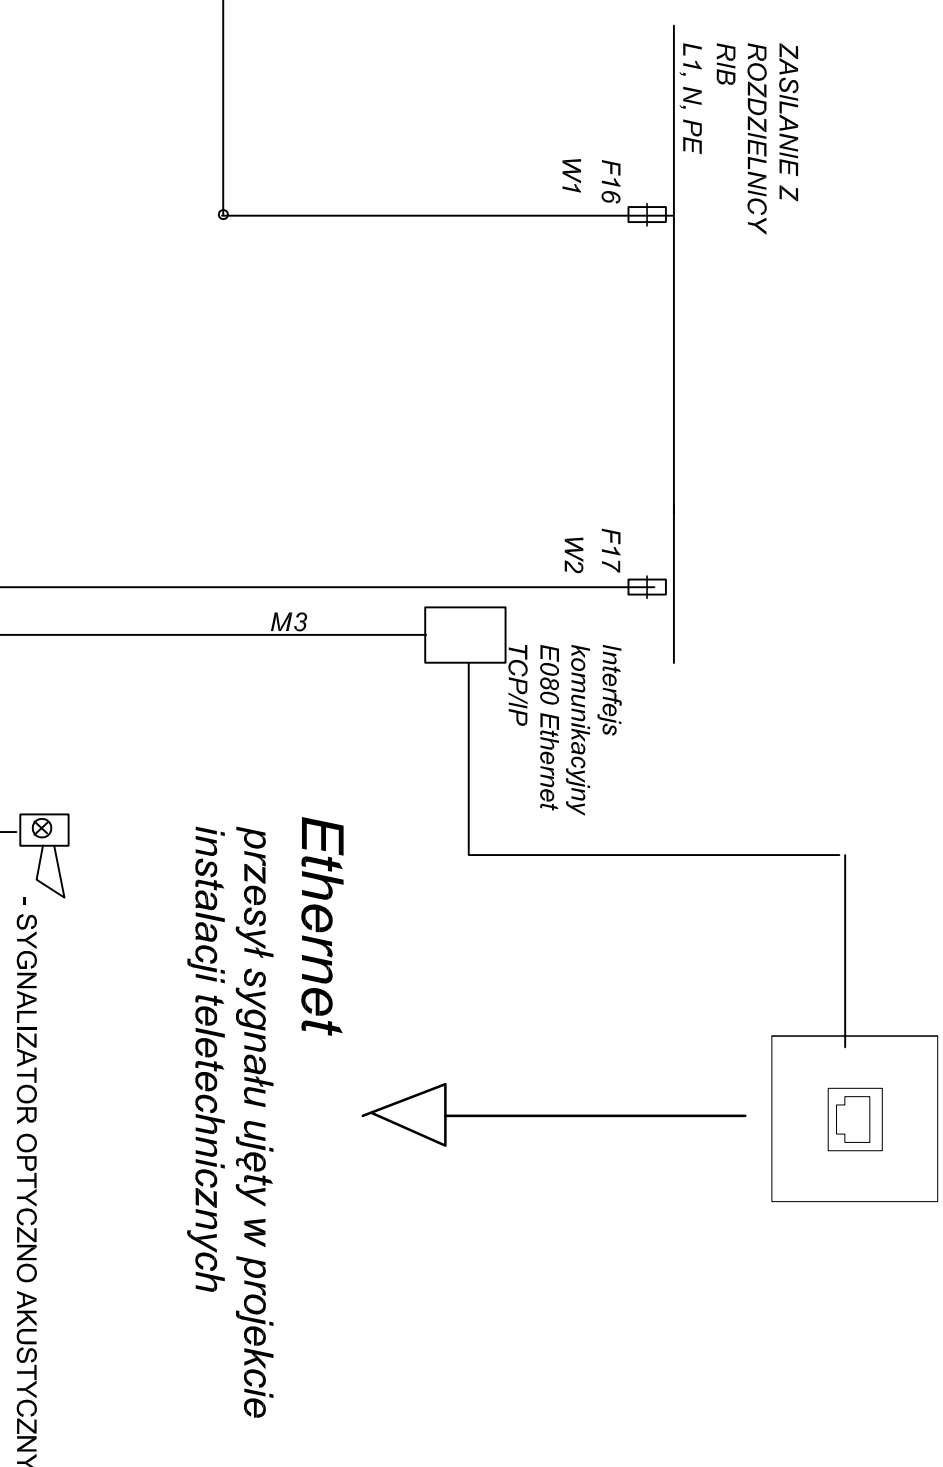 ZASILANIE Z
ROZDZIELNICY
RIB
L1, N, PE
F16
W1
F17
W2
M3
Interfejs
komunikacyjny
E080 Ethernet
TCP/IP
Ethernet
przesył sygnału ujęty w projekcie
instalacji teletechnicznych
- SYGNALIZATOR OPTYCZNO AKUSTYCZNY